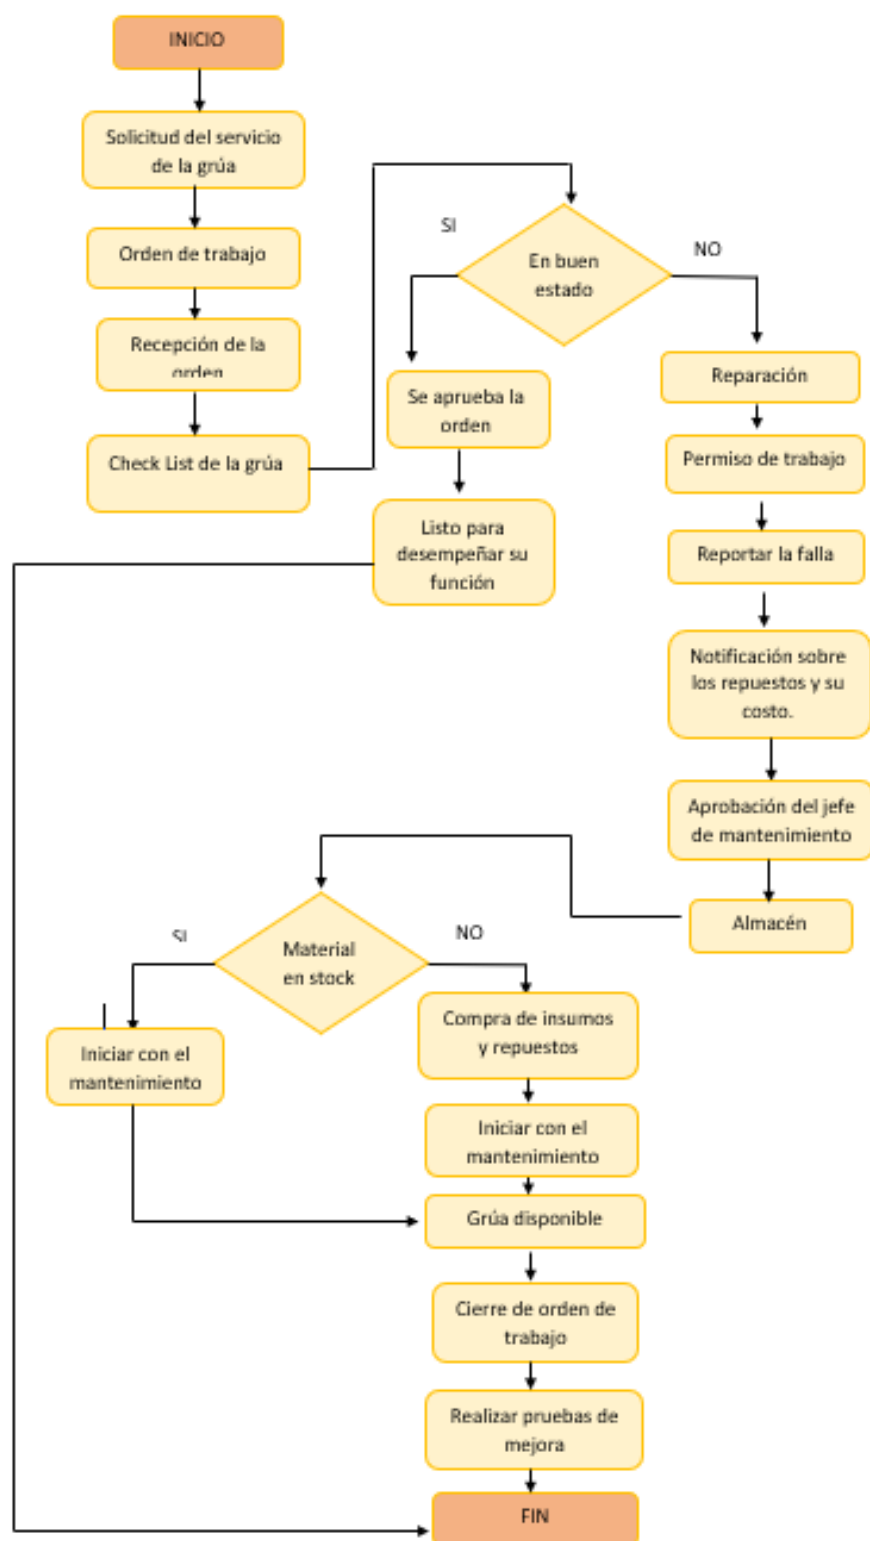 INICIO
Solicitud del servicio
de la grúa
Orden de trabajo
Recepción de la
orden
Check List de la grúa
En buen
estado
SI
NO
Se aprueba la
orden
Listo para
desempeñar su
función
Reparación
Permiso de trabajo
Reportar la falla
Notificación sobre
los repuestos y su
costo.
Aprobación del jefe
de mantenimiento
Almacén
Material
en stock
SI
NO
Iniciar con el
mantenimiento
Compra de insumos
y repuestos
Iniciar con el
mantenimiento
Grúa disponible
Cierre de orden de
trabajo
Realizar pruebas de
mejora
FIN